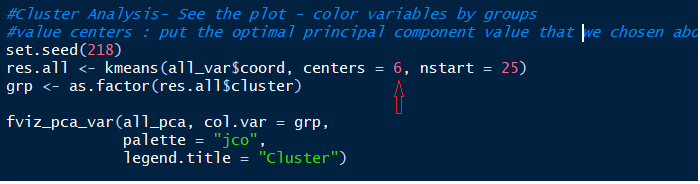 #Cluster Analysis- See the plot - color variables by groups
#value centers : put the optimal principal component value that we chosen abo
set.seed(218)
res.all <- kmeans(all_var$coord, centers = 6, nstart = 25)
grp <- as.factor(res.all$cluster)
fviz_pca_var(all_pca, col.var = grp,
palette = "jco",
legend.title = "Cluster")